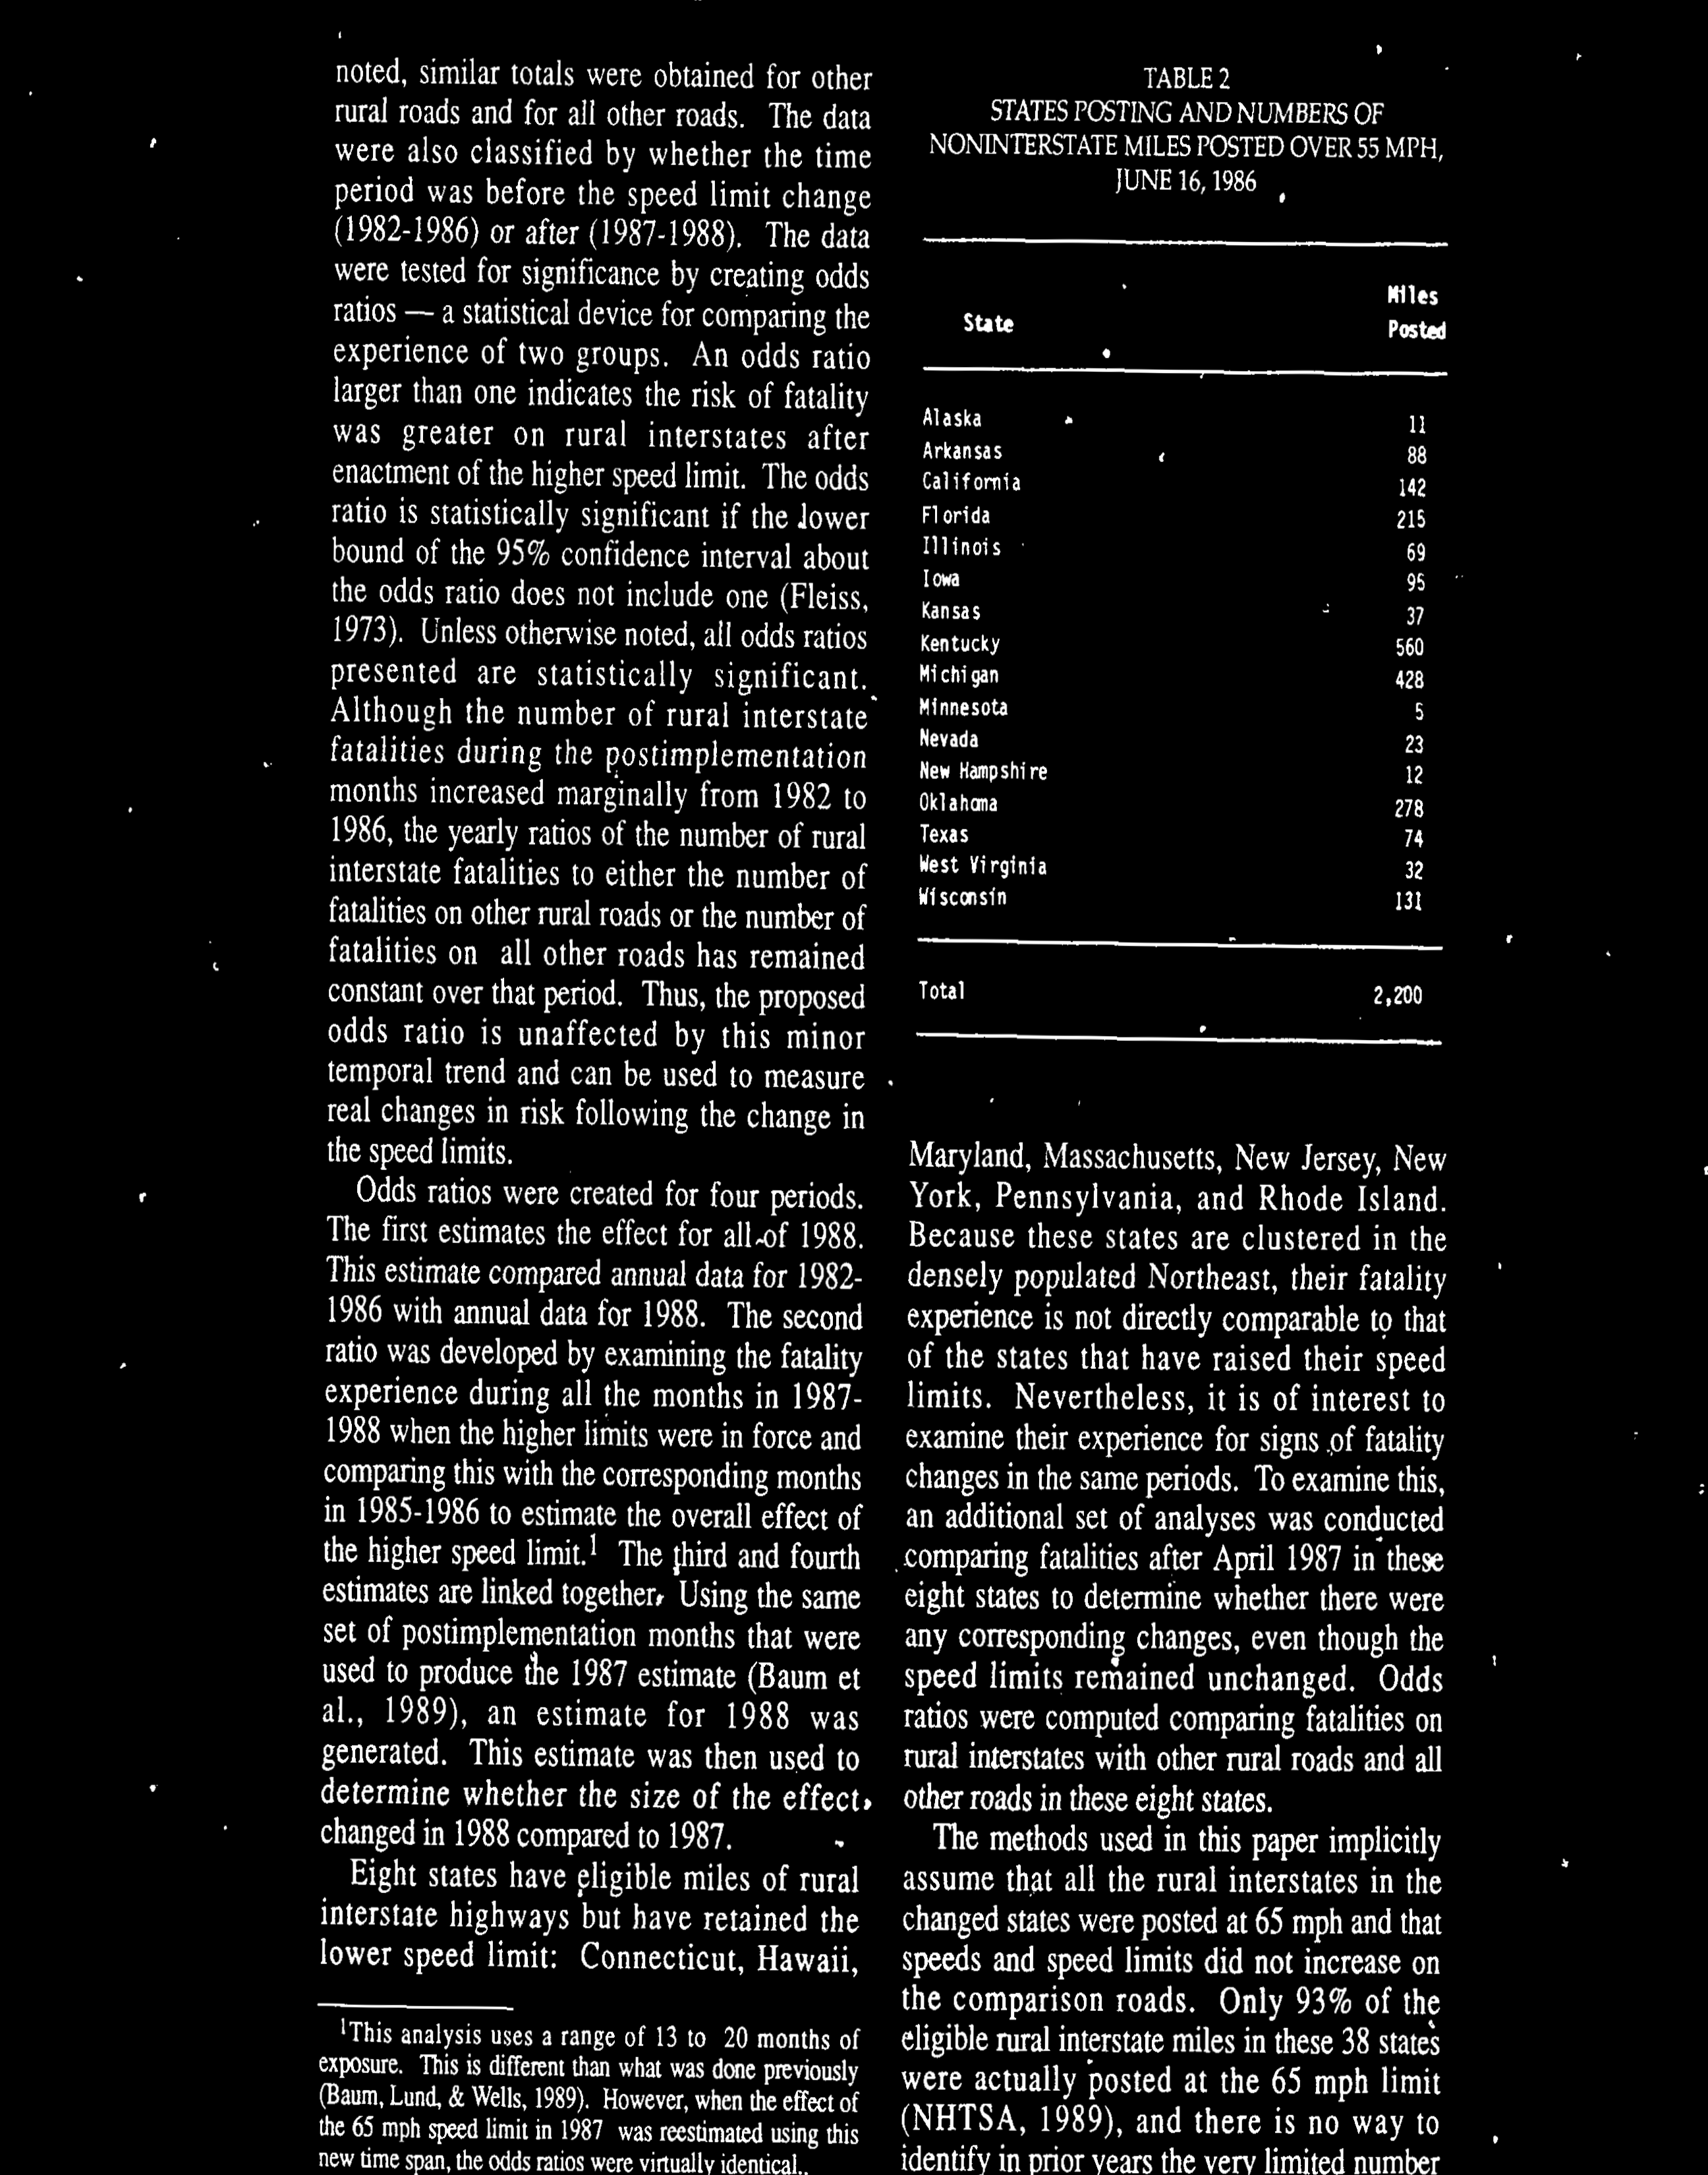 noted, similar totals were obtained for other
rural roads and for all other roads. The data
were also classified by whether the time
period was before the speed limit change
(1982-1986) or after (1987-1988). The data
were tested for significance by creating odds
ratios — a statistical device for comparing the
experience of two groups. An odds ratio
larger than one indicates the risk of fatality
was greater on rural interstates after
enactment of the higher speed limit. The odds
ratio is statistically significant if the lower
bound of the 95% confidence interval about
the odds ratio does not include one (Fleiss,
1973). Unless otherwise noted, all odds ratios
presented are statistically significant.
Although the number of rural interstate
fatalities during the postimplementation
months increased marginally from 1982 to
1986, the yearly ratios of the number of rural
interstate fatalities to either the number of
fatalities on other rural roads or the number of
fatalities on all other roads has remained
constant over that period. Thus, the proposed
odds ratio is unaffected by this minor
temporal trend and can be used to measure
real changes in risk following the change in
the speed limits.
Odds ratios were created for four periods.
The first estimates the effect for all of 1988.
This estimate compared annual data for 1982-
1986 with annual data for 1988. The second
ratio was developed by examining the fatality
experience during all the months in 1987-
1988 when the higher limits were in force and
comparing this with the corresponding months
in 1985-1986 to estimate the overall effect of
the higher speed limit.1 The third and fourth
estimates are linked together. Using the same
set of postimplementation months that were
used to produce the 1987 estimate (Baum et
al., 1989), an estimate for 1988 was
generated. This estimate was then used to
determine whether the size of the effect
changed in 1988 compared to 1987.
Eight states have eligible miles of rural
interstate highways but have retained the
lower speed limit: Connecticut, Hawaii,
1This analysis uses a range of 13 to 20 months of
exposure. This is different than what was done previously
(Baum, Lund, & Wells, 1989). However, when the effect of
the 65 mph speed limit in 1987 was reestimated using this
new time span, the odds ratios were virtually identical.
TABLE 2
STATES POSTING AND NUMBERS OF
NONINTERSTATE MILES POSTED OVER 55 MPH,
JUNE 16, 1986
State Miles Posted
Alaska 11
Arkansas 88
California 142
Florida 215
Illinois 69
Iowa 95
Kansas 37
Kentucky 560
Michigan 428
Minnesota 5
Nevada 23
New Hampshire 12
Oklahoma 278
Texas 74
West Virginia 32
Wisconsin 131
Total 2,200
Maryland, Massachusetts, New Jersey, New
York, Pennsylvania, and Rhode Island.
Because these states are clustered in the
densely populated Northeast, their fatality
experience is not directly comparable to that
of the states that have raised their speed
limits. Nevertheless, it is of interest to
examine their experience for signs of fatality
changes in the same periods. To examine this,
an additional set of analyses was conducted
comparing fatalities after April 1987 in these
eight states to determine whether there were
any corresponding changes, even though the
speed limits remained unchanged. Odds
ratios were computed comparing fatalities on
rural interstates with other rural roads and all
other roads in these eight states.
The methods used in this paper implicitly
assume that all the rural interstates in the
changed states were posted at 65 mph and that
speeds and speed limits did not increase on
the comparison roads. Only 93% of the
eligible rural interstate miles in these 38 states
were actually posted at the 65 mph limit
(NHTSA, 1989), and there is no way to
identify in prior years the very limited number